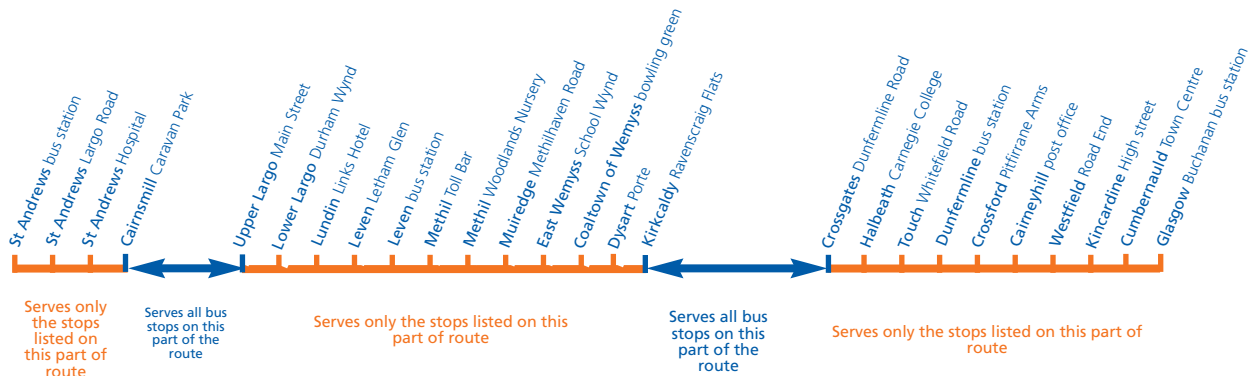 St Andrews bus station
St Andrews Largo Road
St Andrews Hospital
Cairnsmill Caravan Park
Upper Largo Main Street
Lower Largo Durham Wynd
Lundin Links Hotel
Leven Letham Glen
Leven bus station
Methil Toll Bar
Methil Woodlands Nursery
Muiredge Methilhaven Road
East Wemyss School Wynd
Coaltown of Wemyss bowling green
Dysart Porte
Kirkcaldy Ravenscraig Flats
Crossgates Dunfermline Road
Halbeath Carnegie College
Touch Whitefield Road
Dunfermline bus station
Crossford Pitfirrane Arms
Cairneyhill post office
Westfield Road End
Kincardine High street
Cumbernauld Town Centre
Glasgow Buchanan bus station
Serves only
the stops
listed on
this part of
route
Serves all bus
stops on this
part of the
route
Serves only the stops listed on this
part of route
Serves all bus
stops on this
part of the
route
Serves only the stops listed on this part of
route